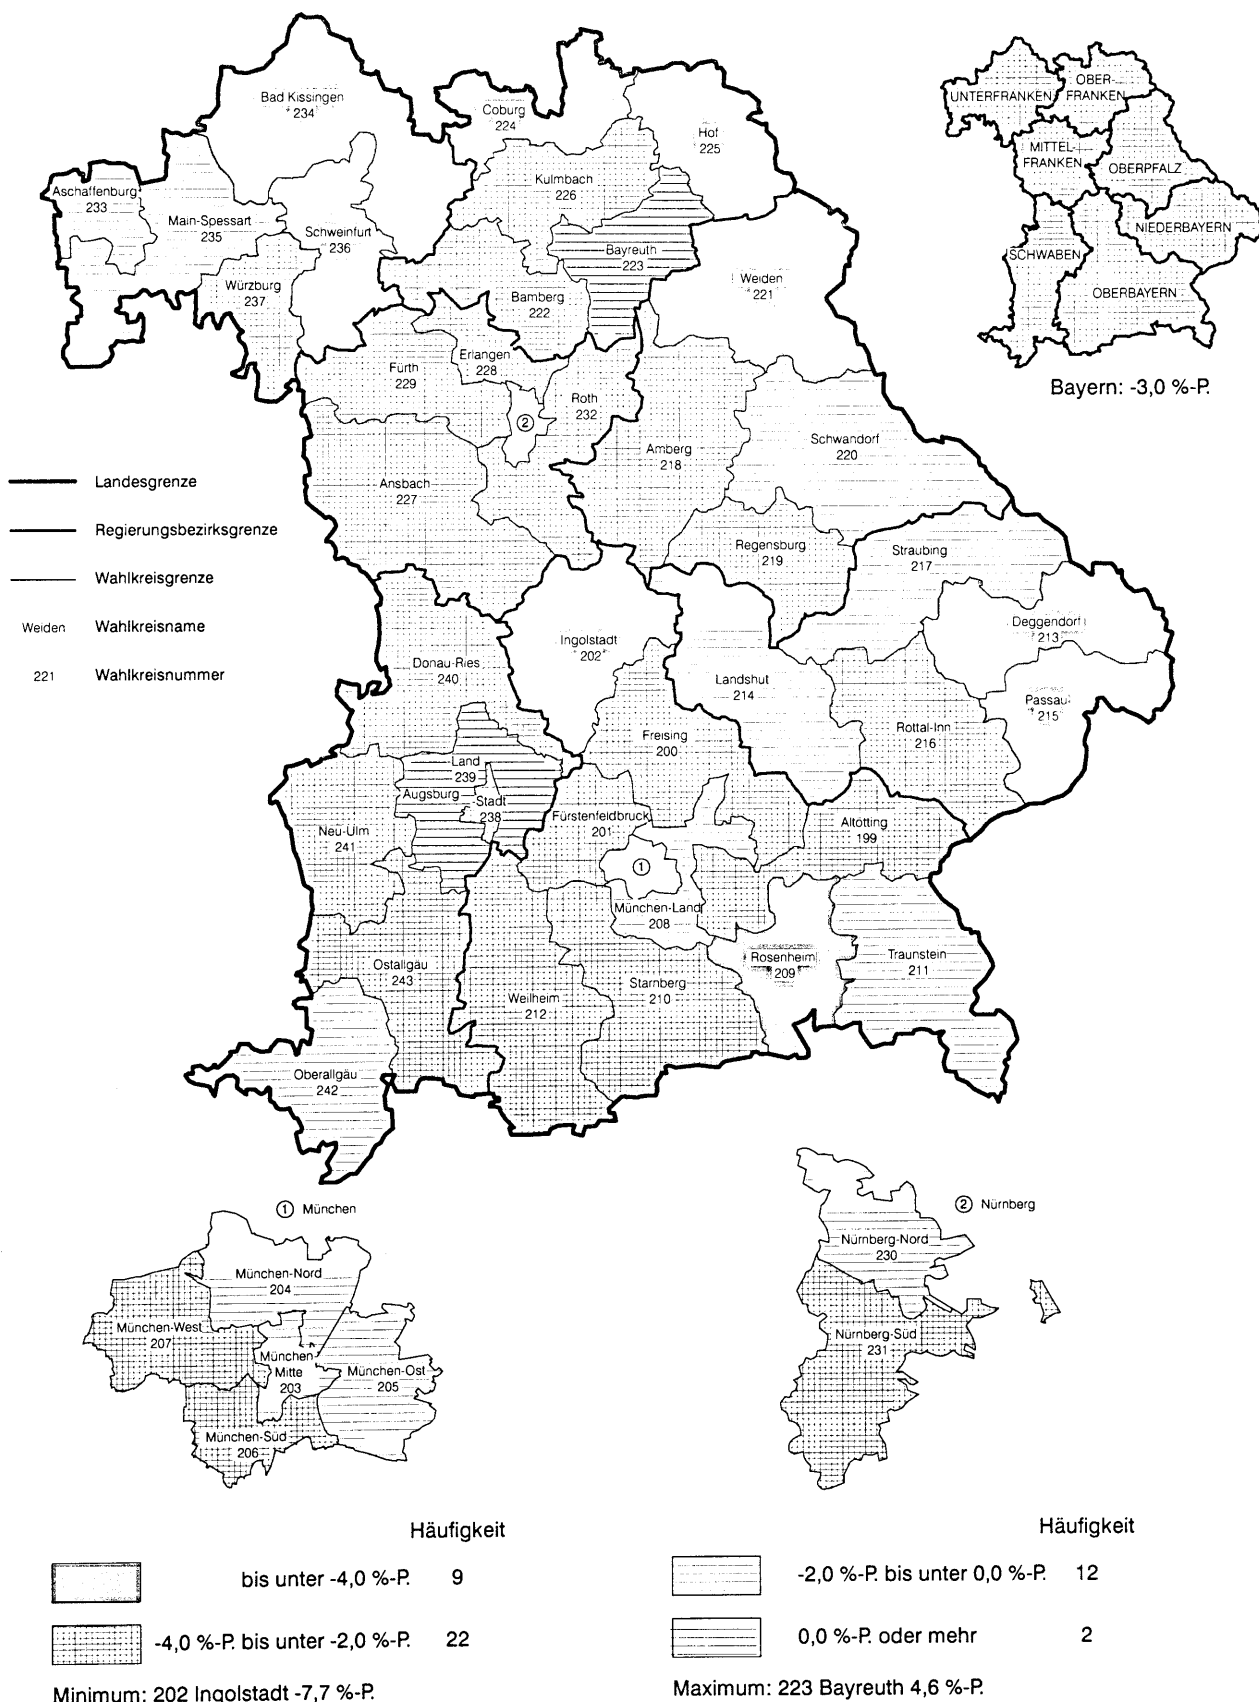 Bad Kissingen
234
Coburg
224
Hof
225
Aschaffenburg
233
Main-Spessart
235
Schweinfurt
236
Kulmbach
226
Bayreuth
223
Würzburg
237
Bamberg
222
Weiden
221
Fürth
229
Erlangen
228
Roth
232
②
Ansbach
227
Amberg
218
Schwandorf
220
Regensburg
219
Straubing
217
Deggendorf
213
Passau
215
Ingolstadt
202
Landshut
214
Rottal-Inn
216
Donau-Ries
240
Freising
200
Land
239
Augsburg
Stadt
238
Fürstenfeldbruck
201
Altötting
199
Neu-Ulm
241
①
München-Land
208
Rosenheim
209
Traunstein
211
Ostallgäu
243
Weilheim
212
Starnberg
210
Oberallgäu
242
UNTERFRANKEN
OBER-
FRANKEN
MITTEL-
FRANKEN
OBERPFALZ
NIEDERBAYERN
SCHWABEN
OBERBAYERN
Bayern: -3,0 %-P.
Landesgrenze
Regierungsbezirksgrenze
Wahlkreisgrenze
Weiden Wahlkreisname
221 Wahlkreisnummer
① München
München-Nord
204
München-West
207
München-
Mitte
203
München-Ost
205
München-Süd
206
② Nürnberg
Nürnberg-Nord
230
Nürnberg-Süd
231
Häufigkeit
bis unter -4,0 %-P. 9
-4,0 %-P. bis unter -2,0 %-P. 22
Minimum: 202 Ingolstadt -7,7 %-P.
Häufigkeit
-2,0 %-P. bis unter 0,0 %-P. 12
0,0 %-P. oder mehr 2
Maximum: 223 Bayreuth 4,6 %-P.